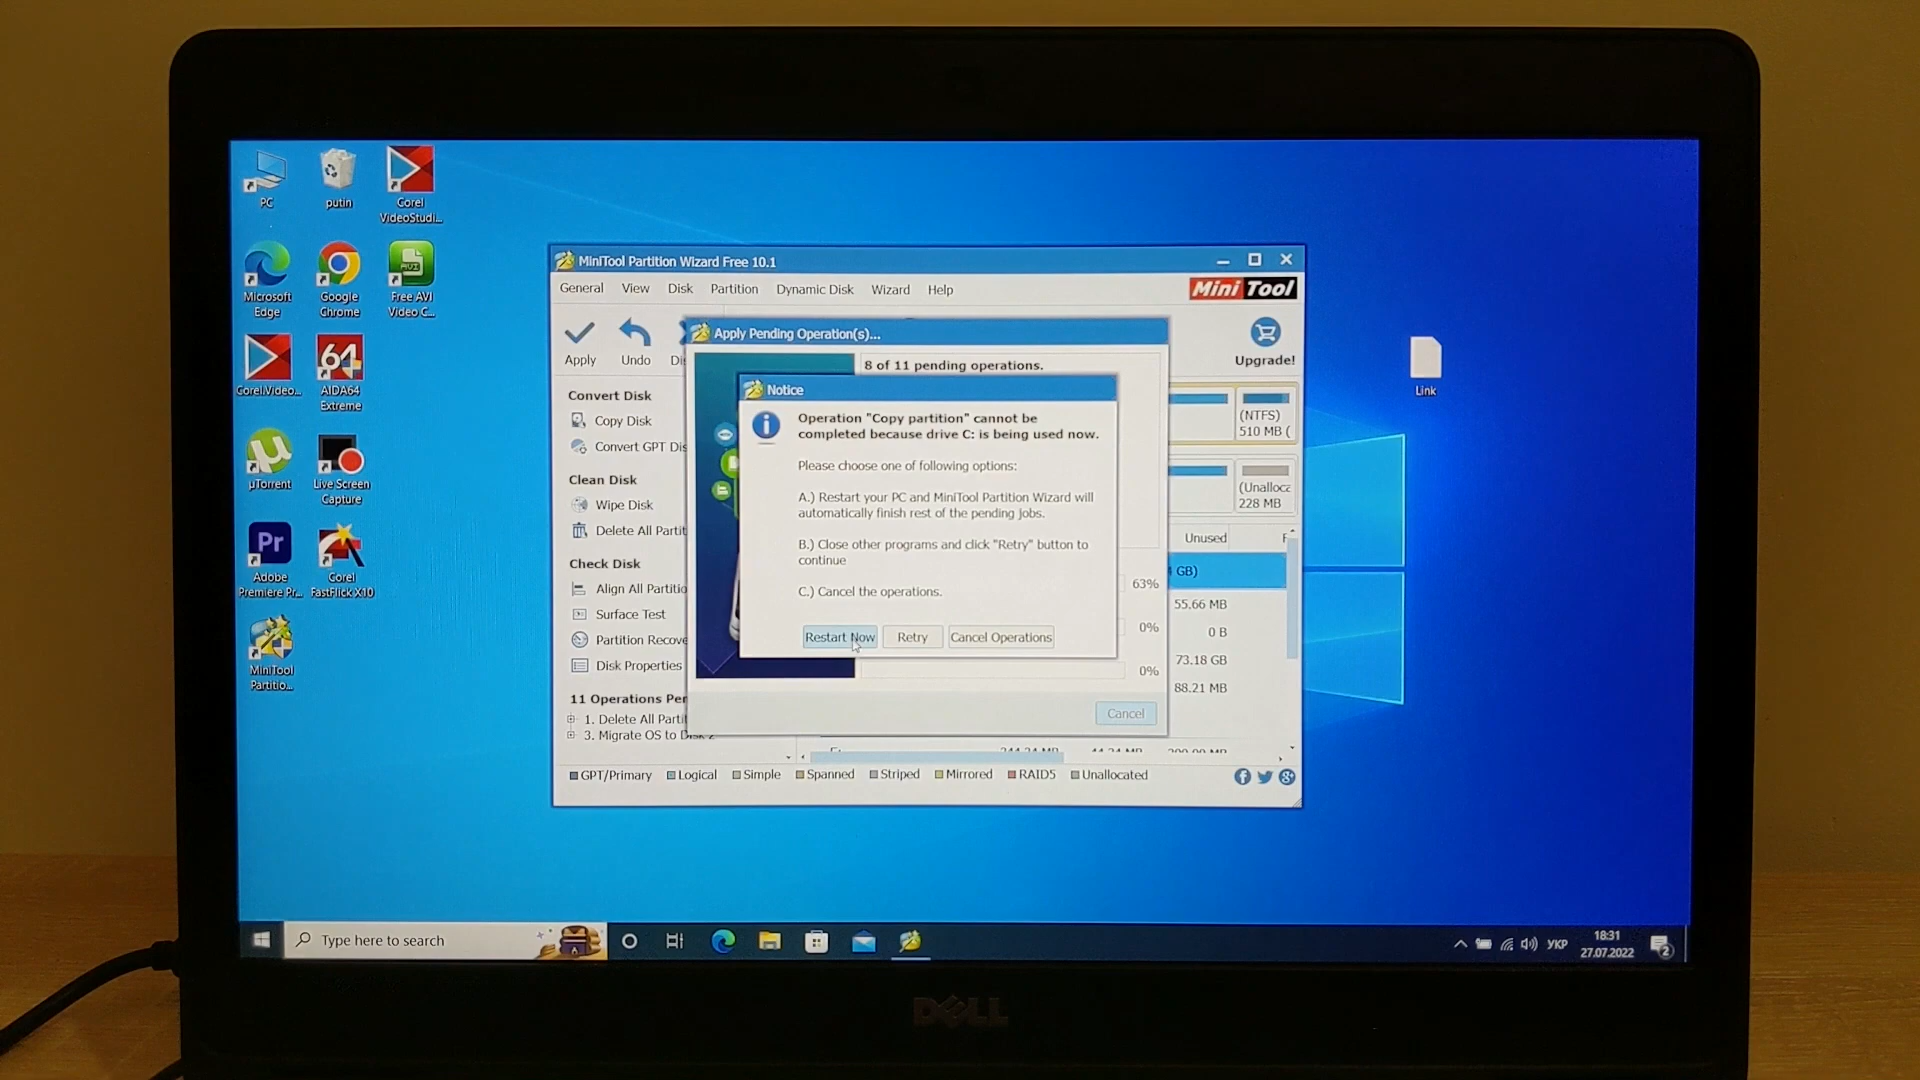 PC
putin
Corel
VideoStudi...
Microsoft
Edge
Google
Chrome
Free AVI
Video C...
Corel.Video...
64
AIDA64
Extreme
µTorrent
Live Screen
Capture
Pr
Adobe
Premiere Pr...
Corel
FastFlick X10
MiniTool
Partitio...
Link
MiniTool Partition Wizard Free 10.1
General View Disk Partition Dynamic Disk Wizard Help
Mini Tool
Apply
Undo
Upgrade!
Convert Disk
Copy Disk
Convert GPT Dis
Clean Disk
Wipe Disk
Delete All Partit
Check Disk
Align All Partitio
Surface Test
Partition Recove
Disk Properties
11 Operations Per
1. Delete All Partit
3. Migrate OS to Disk 2
Apply Pending Operation(s)...
8 of 11 pending operations.
63%
0%
0%
Cancel
Notice
Operation "Copy partition" cannot be
completed because drive C: is being used now.
Please choose one of following options:
A.) Restart your PC and MiniTool Partition Wizard will
automatically finish rest of the pending jobs.
B.) Close other programs and click "Retry" button to
continue
C.) Cancel the operations.
Restart Now
Retry
Cancel Operations
(NTFS)
510 MB (
(Unalloca
228 MB
Unused
GB)
55.66 MB
0 B
73.18 GB
88.21 MB
GPT/Primary Logical Simple Spanned Striped Mirrored RAID5 Unallocated
Type here to search
УКР
18:31
27.07.2022
2
DELL